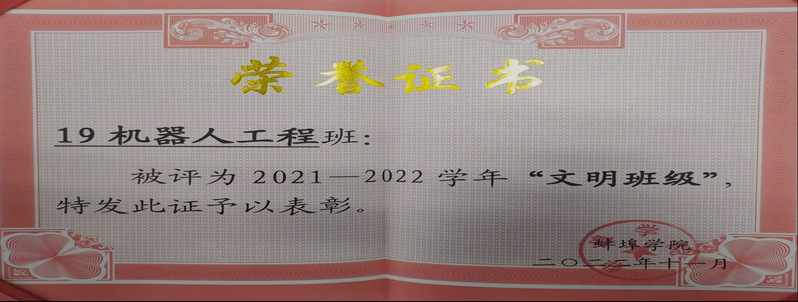 荣誉证书
19机器人工程班：
被评为2021—2022学年“文明班级”，
特发此证予以表彰。
蚌埠学院
二〇二二年十一月